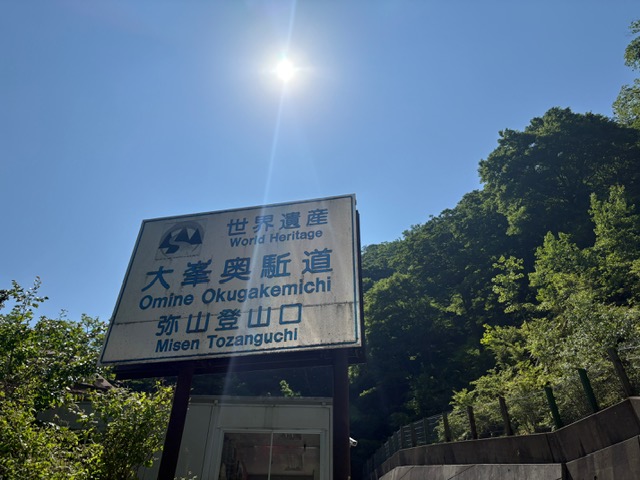 世界遺産
World Heritage
大峯奥駈道
Omine Okugakemichi
弥山登山口
Misen Tozanguchi